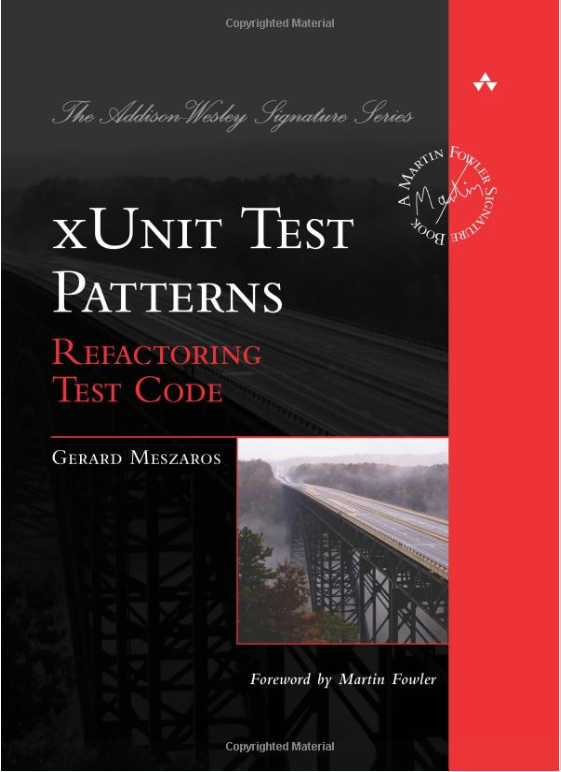 Copyrighted Material
The Addison-Wesley Signature Series
A MARTIN FOWLER SIGNATURE BOOK
Martin
xUNIT TEST
PATTERNS
REFACTORING
TEST CODE
GERARD MESZAROS
Foreword by Martin Fowler
Copyrighted Material